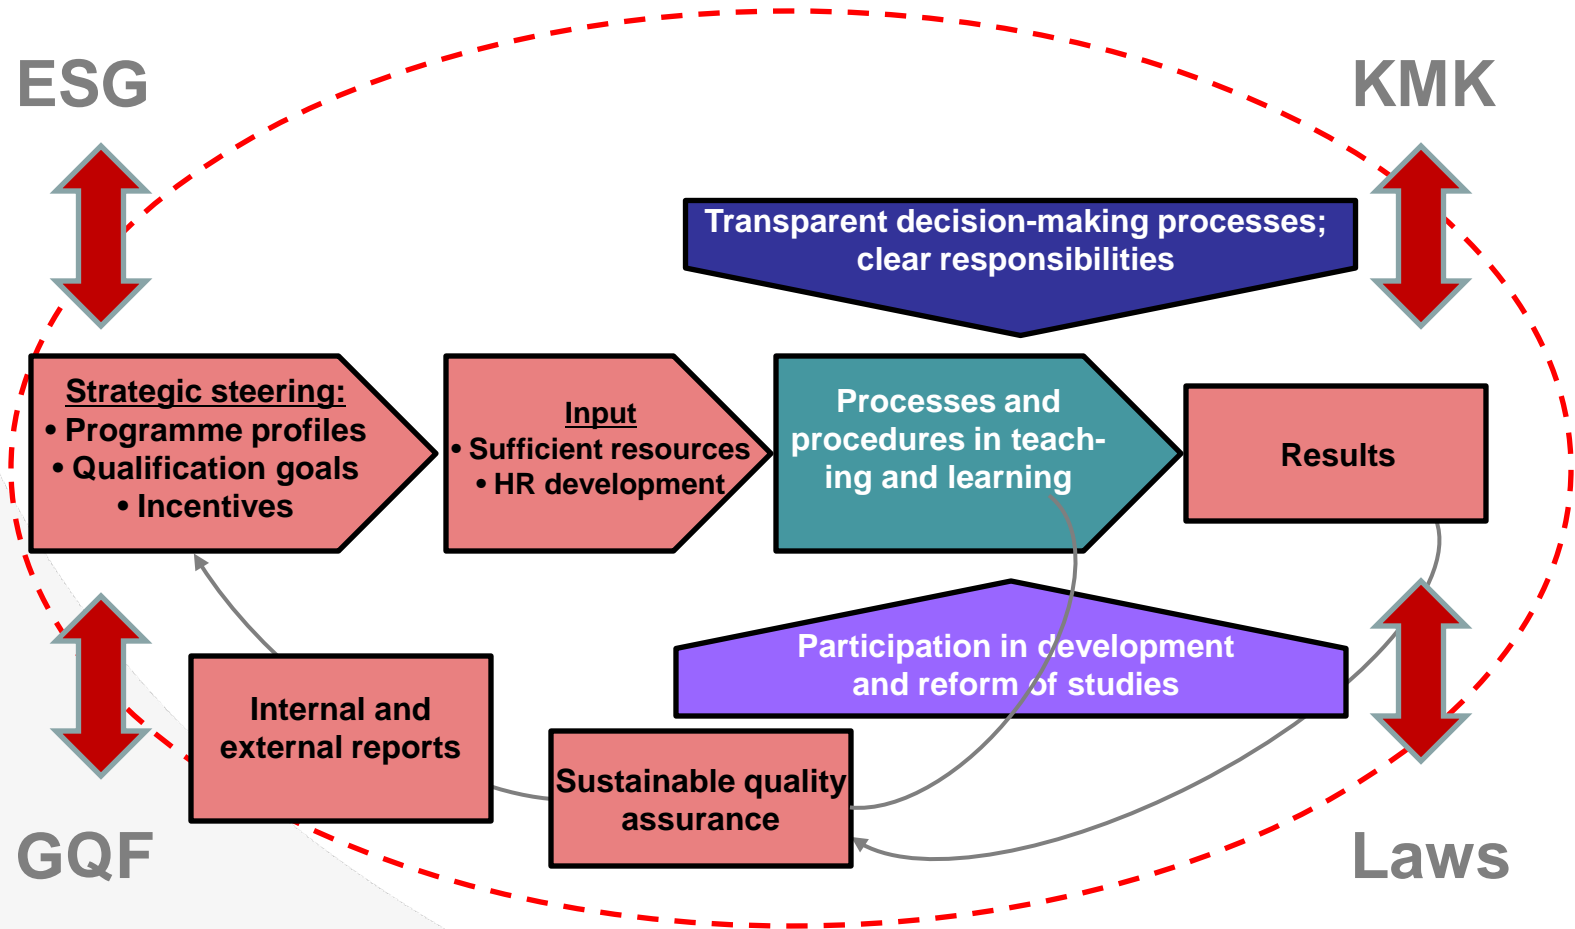 ESG
KMK
Transparent decision-making processes;
clear responsibilities
Strategic steering:
• Programme profiles
• Qualification goals
• Incentives
Input
• Sufficient resources
• HR development
Processes and
procedures in teach-
ing and learning
Results
Participation in development
and reform of studies
Internal and
external reports
Sustainable quality
assurance
GQF
Laws